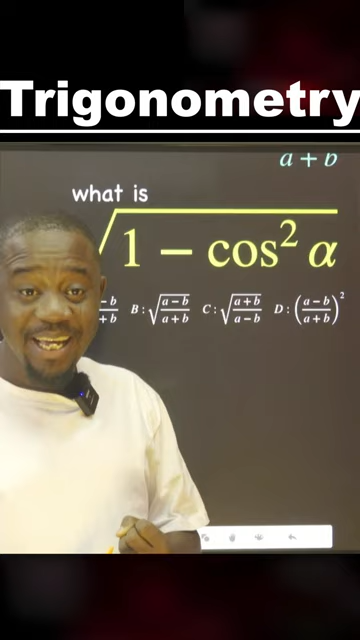 Trigonometry
a + b
what is
√(1 − cos² α)
−b/+b B: √((a−b)/(a+b)) C: √((a+b)/(a−b)) D: ((a−b)/(a+b))²